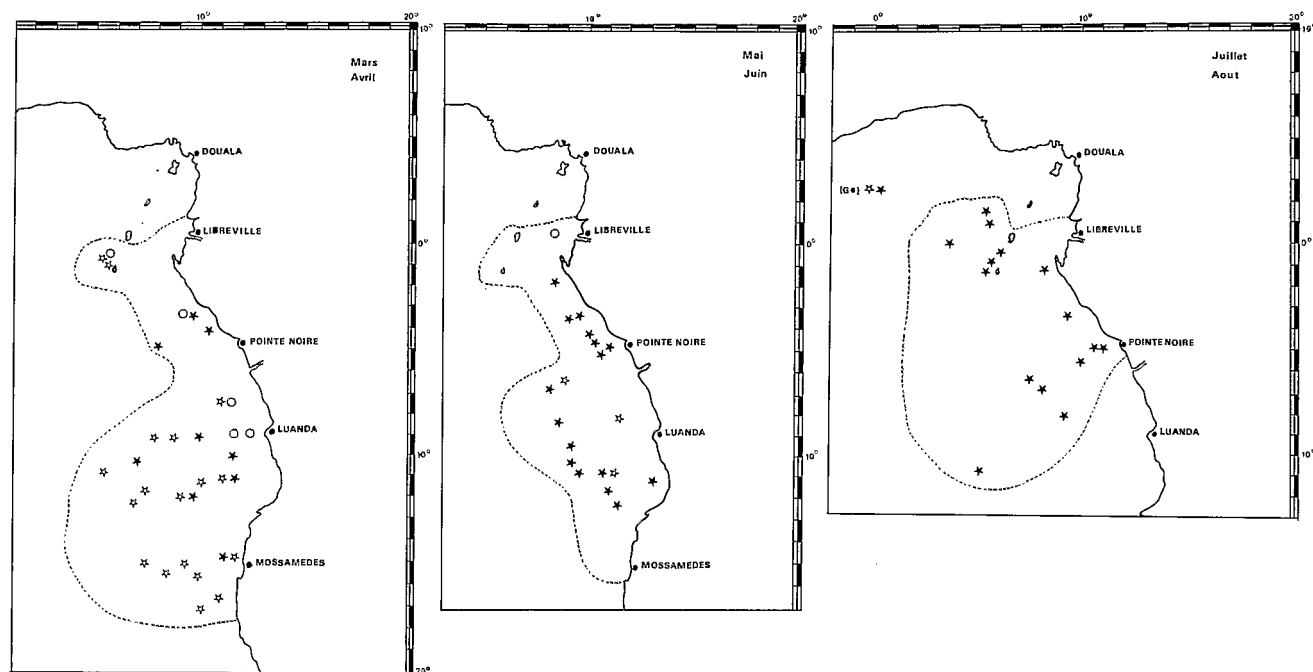 10°
20°
10°
Mars
Avril
DOUALA
LIBREVILLE
0°
POINTE NOIRE
LUANDA
10°
MOSSAMEDES
20°
10°
20°
10°
Mai
Juin
DOUALA
LIBREVILLE
0°
POINTE NOIRE
LUANDA
10°
MOSSAMEDES
0°
10°
20°
Juillet
Aout
DOUALA
LIBREVILLE
0°
POINTE NOIRE
LUANDA